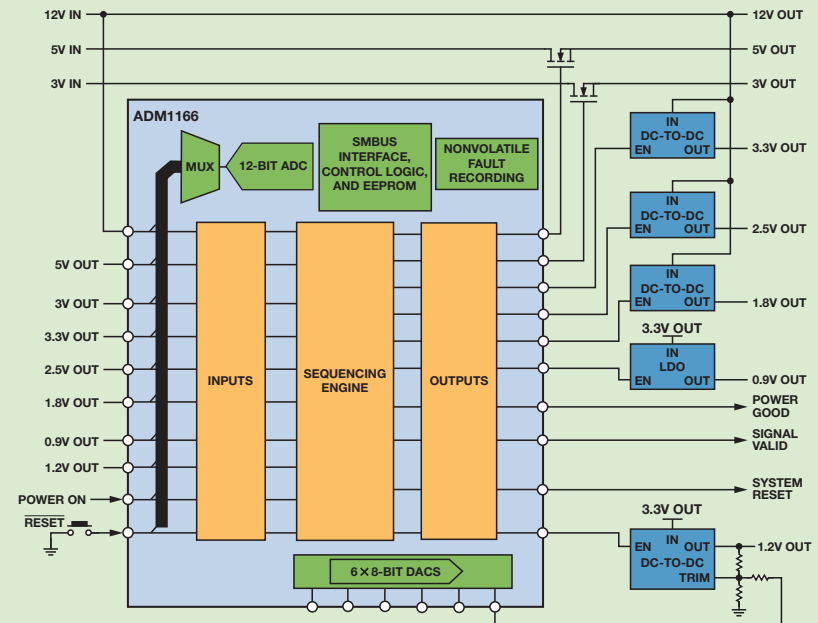 12V IN
12V OUT
5V IN
5V OUT
3V IN
3V OUT
ADM1166
MUX
12-BIT ADC
SMBUS
INTERFACE,
CONTROL LOGIC,
AND EEPROM
NONVOLATILE
FAULT
RECORDING
IN
DC-TO-DC
EN OUT
3.3V OUT
IN
DC-TO-DC
EN OUT
2.5V OUT
IN
DC-TO-DC
EN OUT
1.8V OUT
3.3V OUT
IN
LDO
EN OUT
0.9V OUT
5V OUT
3V OUT
3.3V OUT
2.5V OUT
1.8V OUT
0.9V OUT
1.2V OUT
POWER ON
RESET
INPUTS
SEQUENCING
ENGINE
OUTPUTS
POWER
GOOD
SIGNAL
VALID
SYSTEM
RESET
3.3V OUT
IN
EN OUT
DC-TO-DC
TRIM
1.2V OUT
6×8-BIT DACS